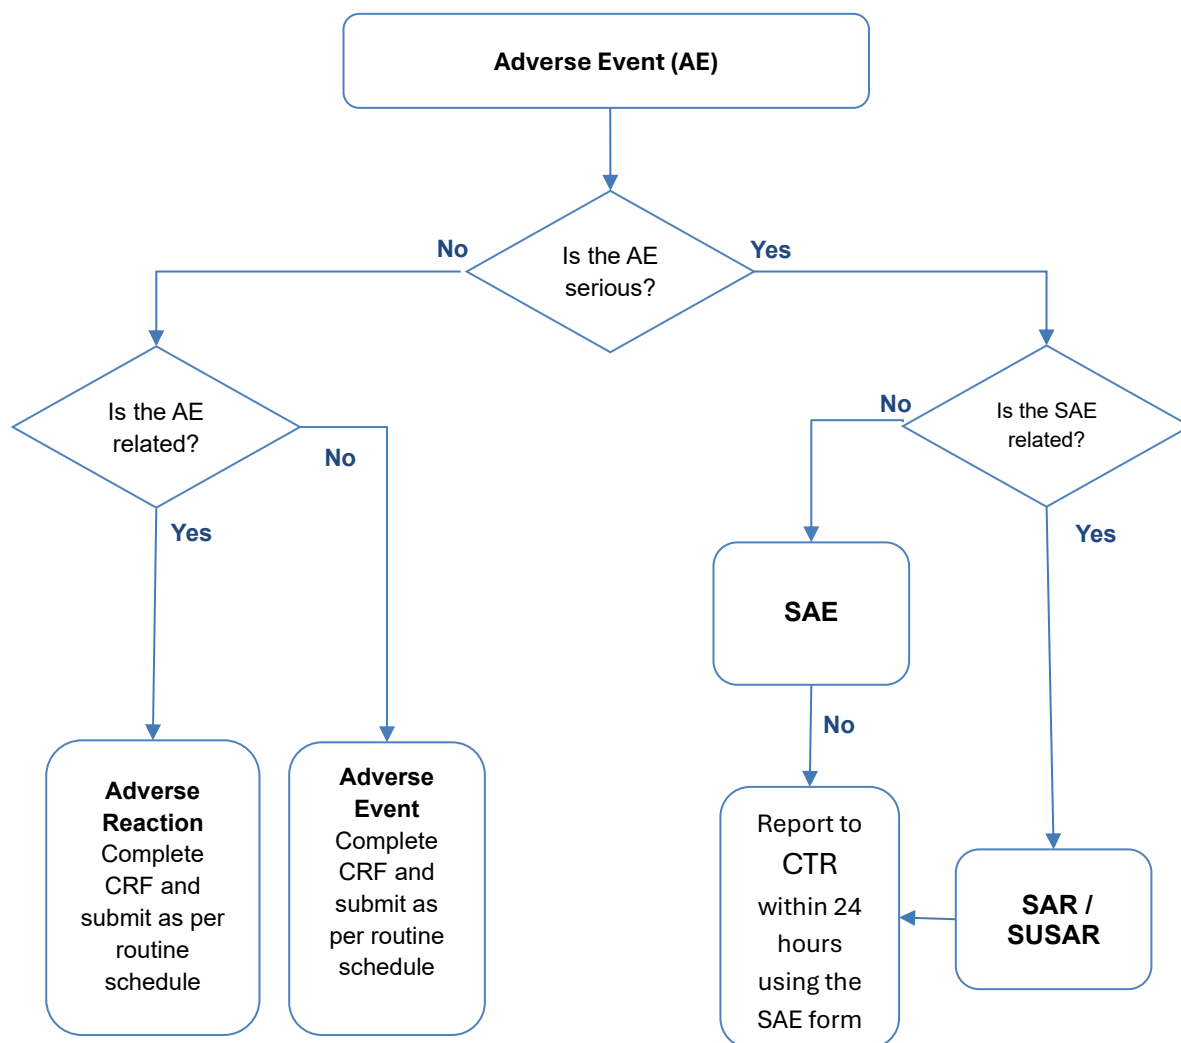 Adverse Event (AE)
No
Yes
Is the AE
serious?
Is the AE
related?
No
Yes
No
Is the SAE
related?
Yes
SAE
No
Adverse
Reaction
Complete
CRF and
submit as per
routine
schedule
Adverse
Event
Complete
CRF and
submit as
per routine
schedule
Report to
CTR
within 24
hours
using the
SAE form
SAR /
SUSAR